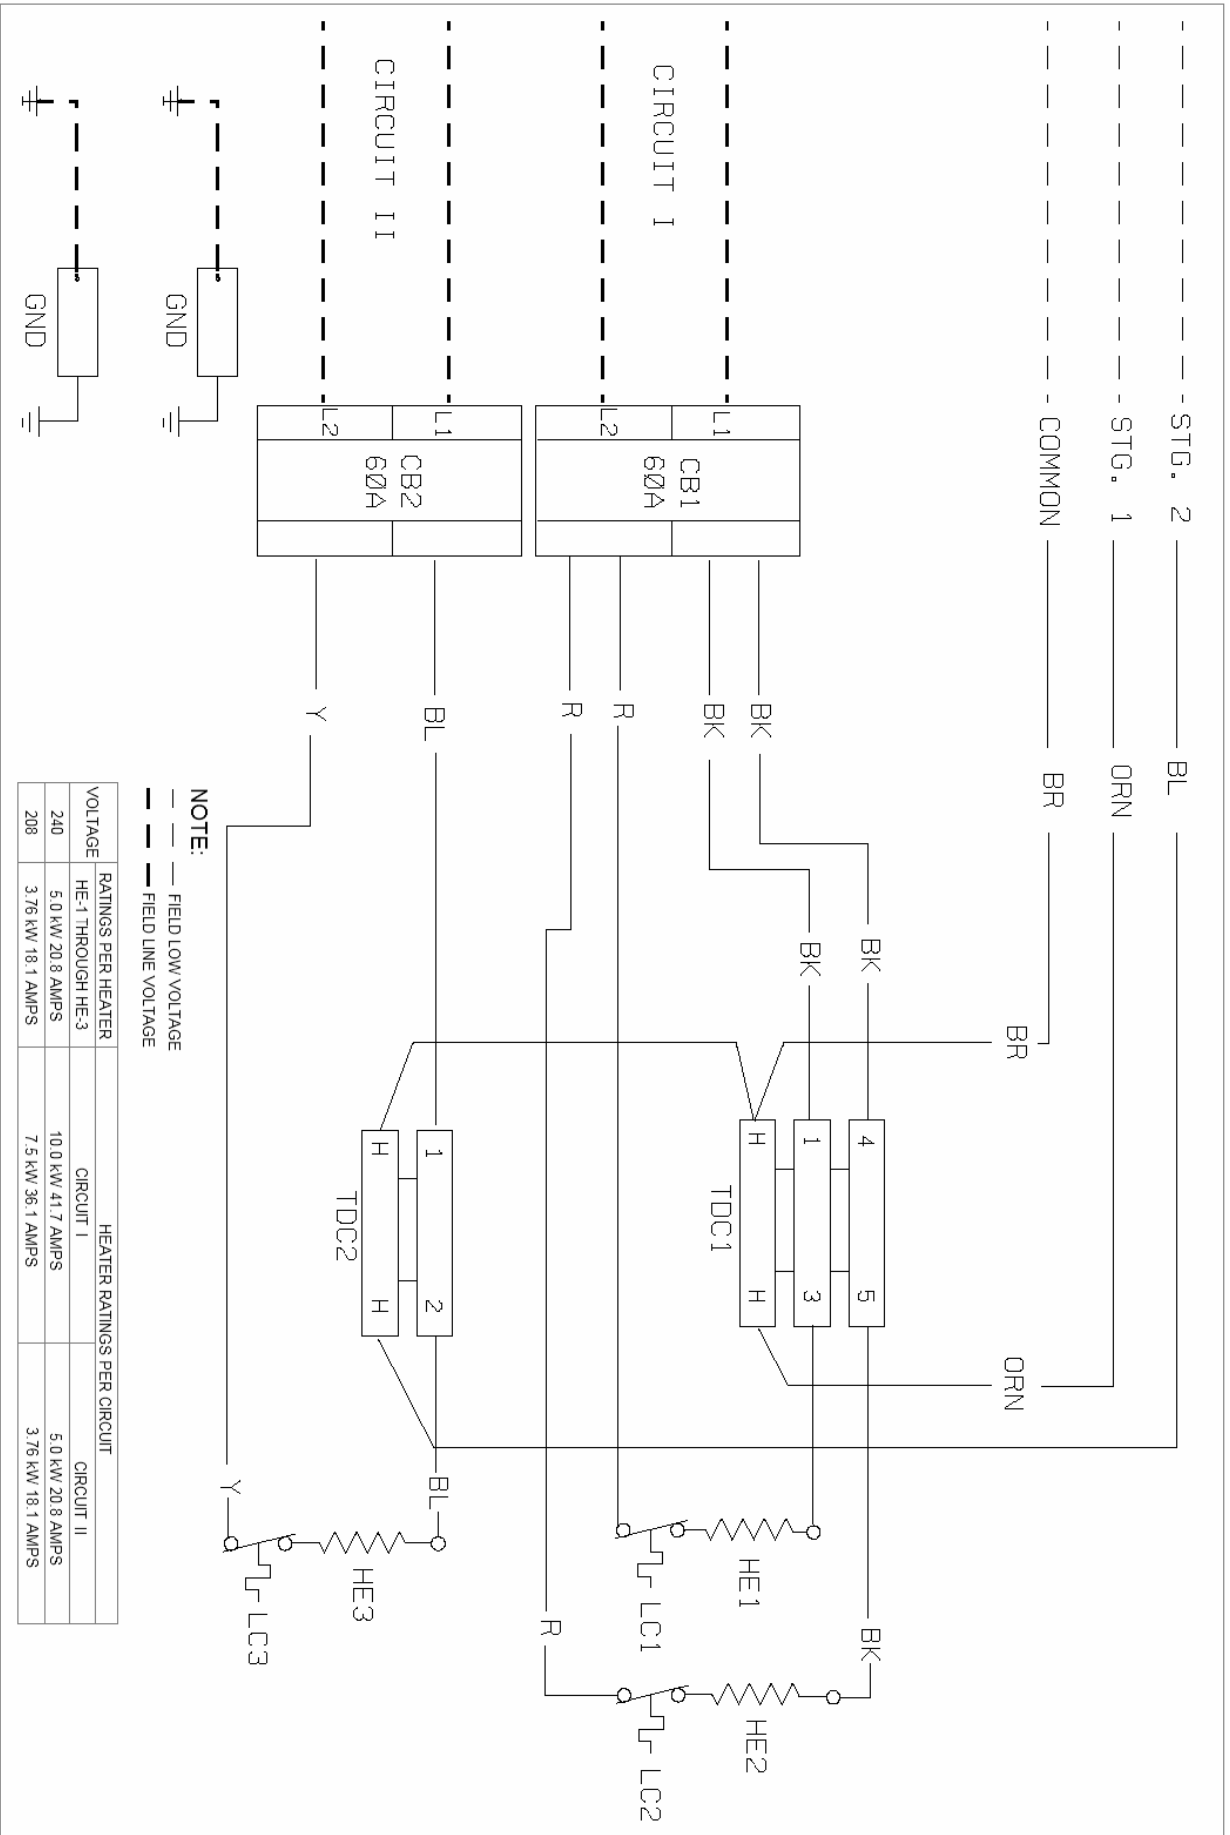 STG. 2
BL
STG. 1
ORN
ORN
COMMON
BR
BR
BK
BK
4
5
BK
CIRCUIT I
L1
CB1
60A
L2
BK
BK
1
3
H
H
TDC1
HE1
LC1
HE2
LC2
R
R
R
CIRCUIT II
L1
CB2
60A
L2
BL
1
2
BL
H
H
TDC2
HE3
LC3
Y
Y
GND
GND
NOTE:
FIELD LOW VOLTAGE
FIELD LINE VOLTAGE
RATINGS PER HEATER
HEATER RATINGS PER CIRCUIT
VOLTAGE HE-1 THROUGH HE-3 CIRCUIT I CIRCUIT II
240 5.0 kW 20.8 AMPS 10.0 kW 41.7 AMPS 5.0 kW 20.8 AMPS
208 3.76 kW 18.1 AMPS 7.5 kW 36.1 AMPS 3.76 kW 18.1 AMPS